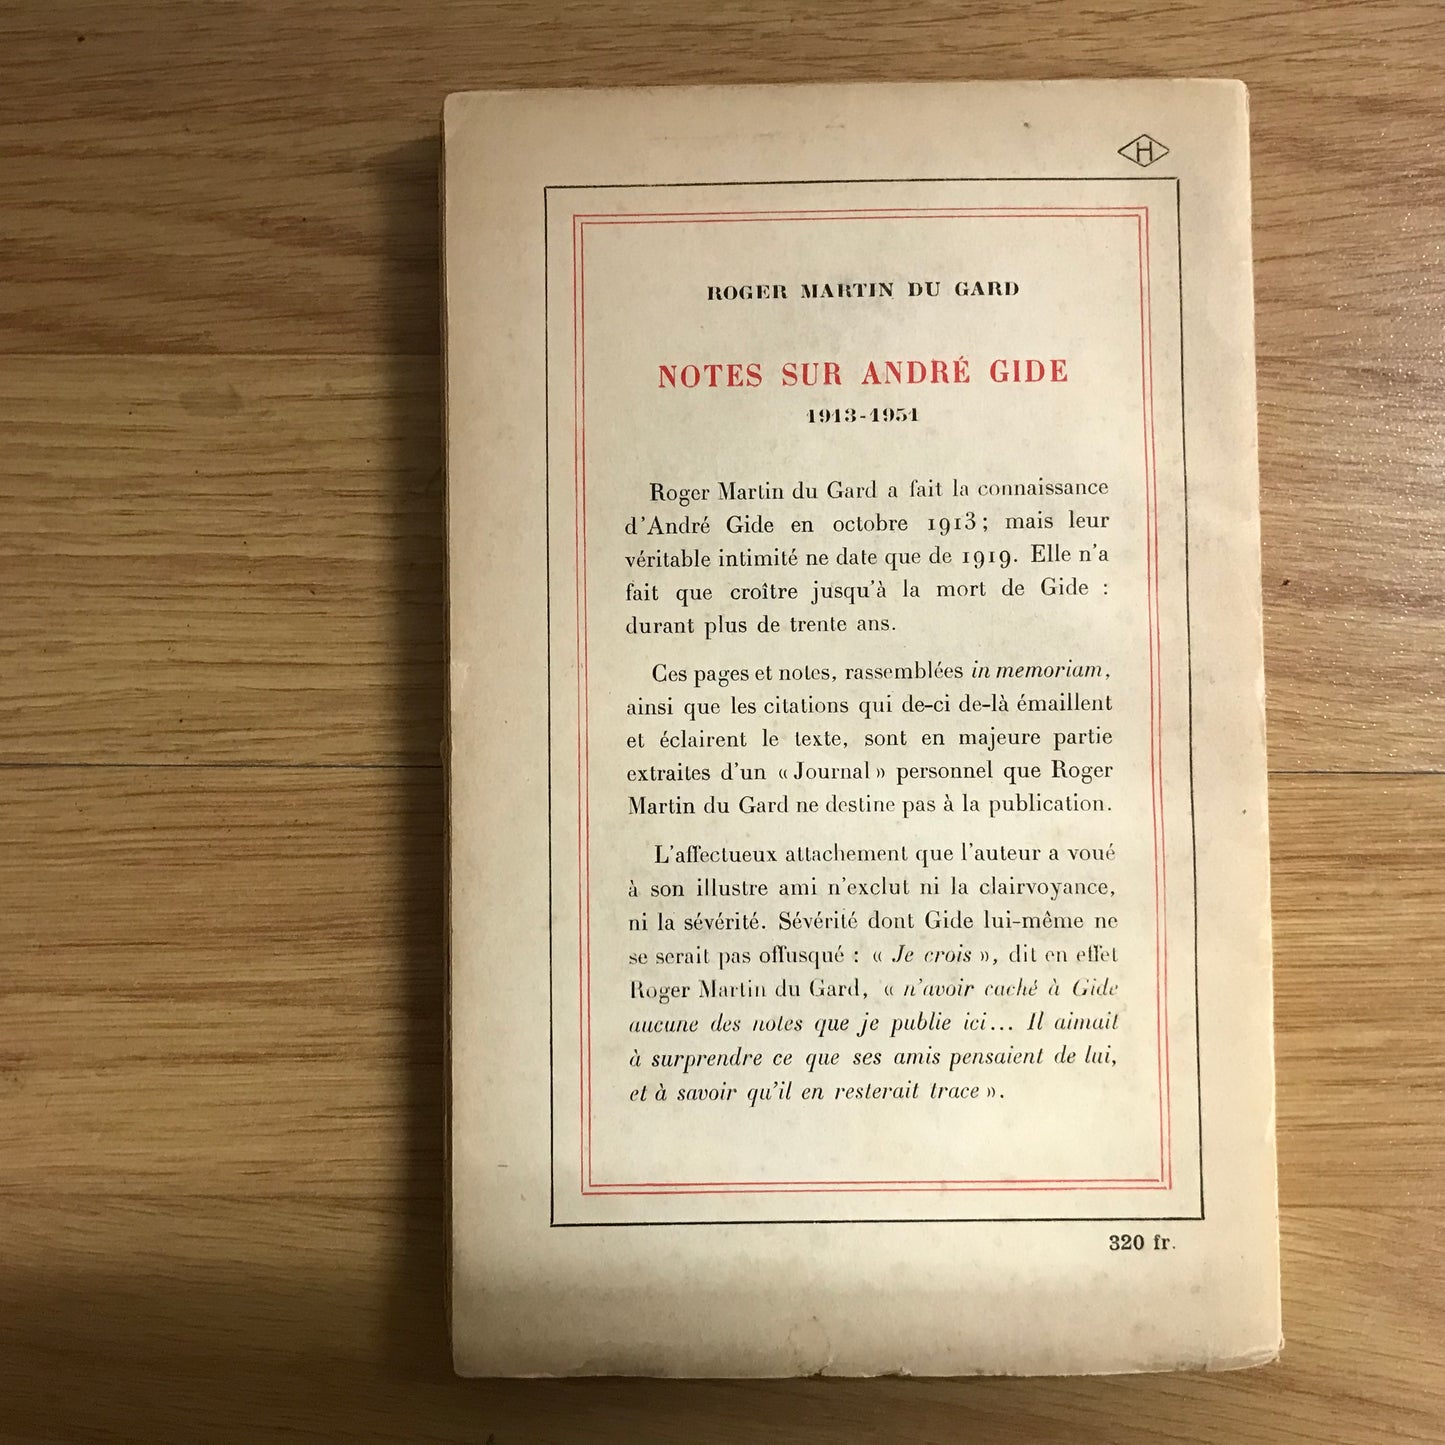 H
ROGER MARTIN DU GARD
NOTES SUR ANDRÉ GIDE
1913-1951
Roger Martin du Gard a fait la connaissance
d'André Gide en octobre 1913 ; mais leur
véritable intimité ne date que de 1919. Elle n'a
fait que croître jusqu'à la mort de Gide :
durant plus de trente ans.
Ces pages et notes, rassemblées in memoriam,
ainsi que les citations qui de-ci de-là émaillent
et éclairent le texte, sont en majeure partie
extraites d'un « Journal » personnel que Roger
Martin du Gard ne destine pas à la publication.
L'affectueux attachement que l'auteur a voué
à son illustre ami n'exclut ni la clairvoyance,
ni la sévérité. Sévérité dont Gide lui-même ne
se serait pas offusqué : « Je crois », dit en effet
Roger Martin du Gard, « n'avoir caché à Gide
aucune des notes que je publie ici... Il aimait
à surprendre ce que ses amis pensaient de lui,
et à savoir qu'il en resterait trace ».
320 fr.